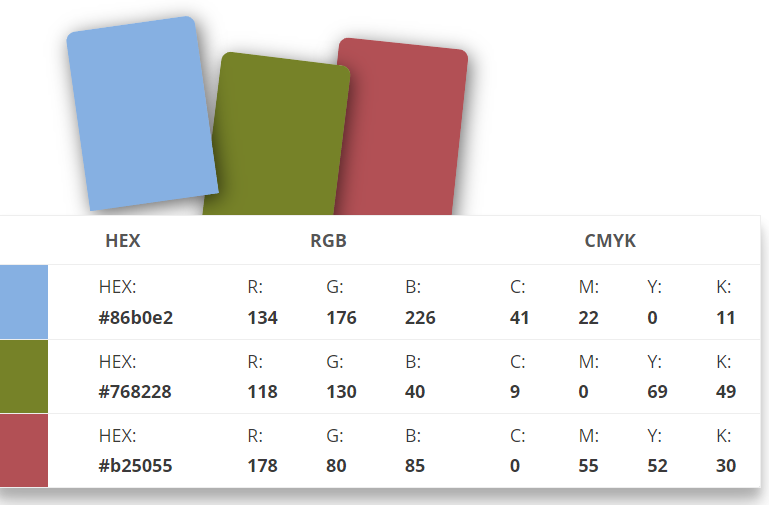 HEX RGB CMYK
HEX: R: G: B: C: M: Y: K:
#86b0e2 134 176 226 41 22 0 11
HEX: R: G: B: C: M: Y: K:
#768228 118 130 40 9 0 69 49
HEX: R: G: B: C: M: Y: K:
#b25055 178 80 85 0 55 52 30